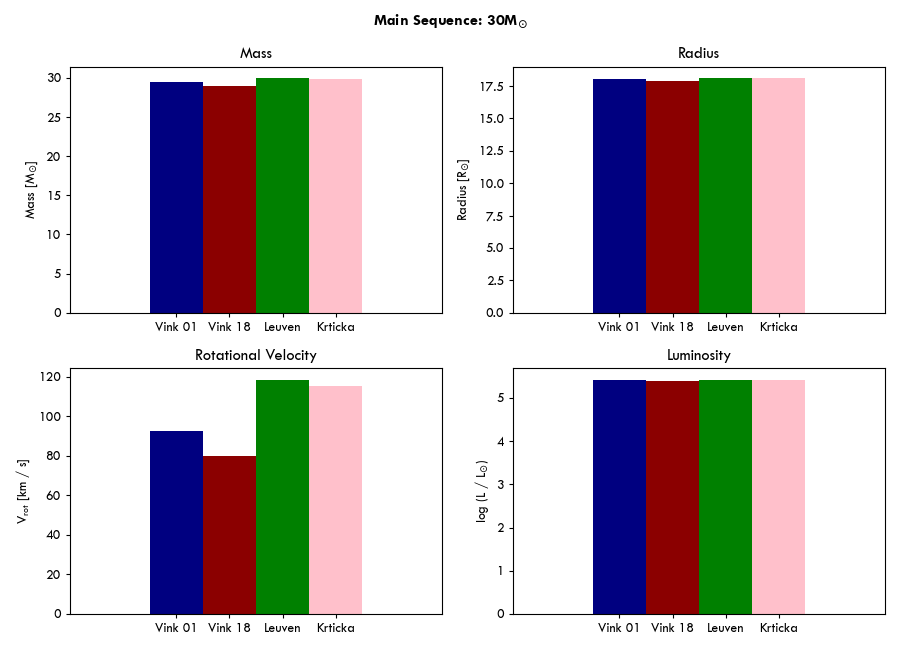 Main Sequence: 30M☉
Mass
Mass [M☉]
30
25
20
15
10
5
0
Vink 01 Vink 18 Leuven Krticka
Radius
Radius [R☉]
17.5
15.0
12.5
10.0
7.5
5.0
2.5
0.0
Vink 01 Vink 18 Leuven Krticka
Rotational Velocity
Vrot [km / s]
120
100
80
60
40
20
0
Vink 01 Vink 18 Leuven Krticka
Luminosity
log (L / L☉)
5
4
3
2
1
0
Vink 01 Vink 18 Leuven Krticka